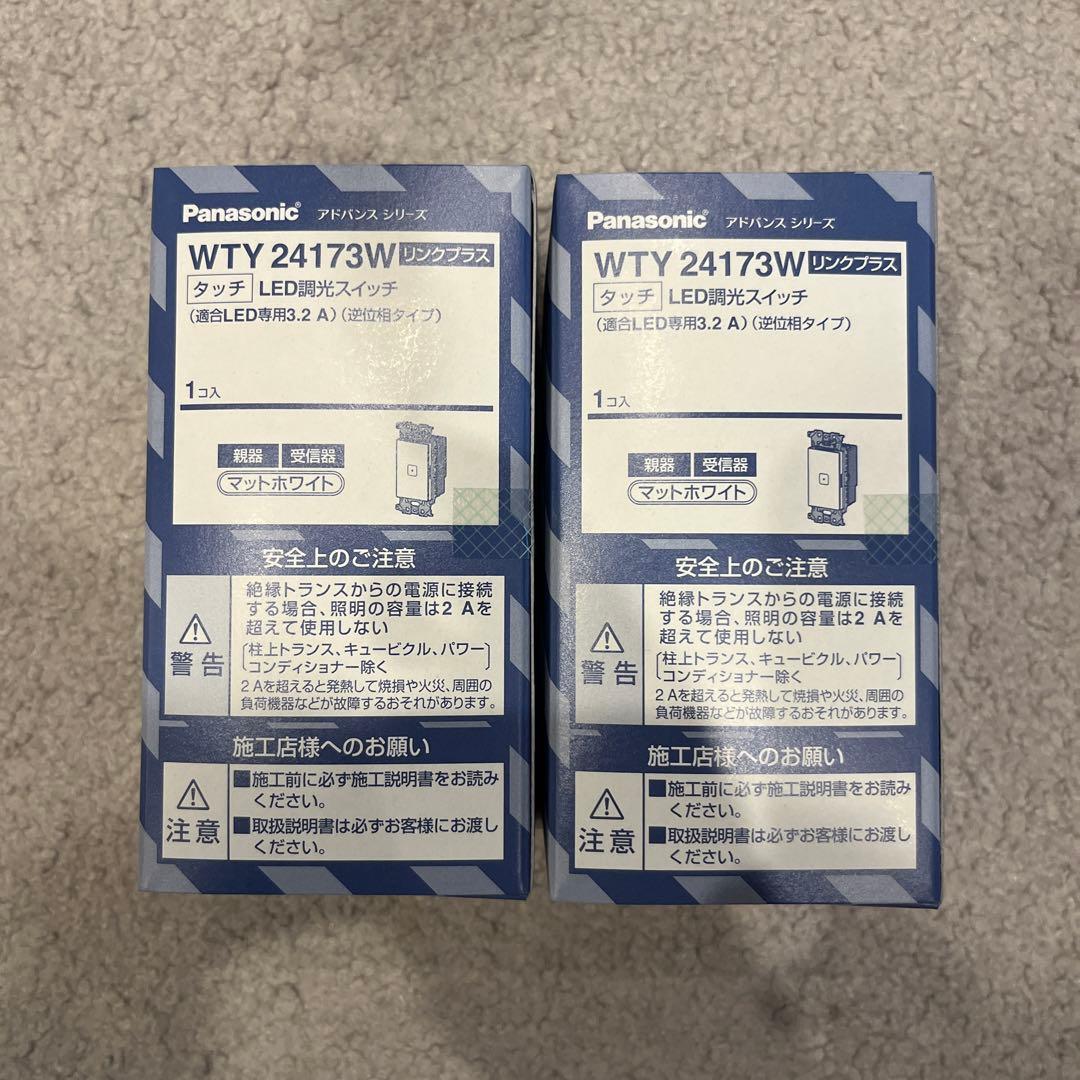 Panasonic® アドバンス シリーズ
WTY 24173W リンクプラス
タッチ LED調光スイッチ
(適合LED専用3.2 A)(逆位相タイプ)
1コ入
親器 受信器
マットホワイト
安全上のご注意
警告
絶縁トランスからの電源に接続
する場合、照明の容量は2 Aを
超えて使用しない
柱上トランス、キュービクル、パワー
コンディショナー除く
2 Aを超えると発熱して焼損や火災、周囲の
負荷機器などが故障するおそれがあります。
施工店様へのお願い
注意
■施工前に必ず施工説明書をお読み
ください。
■取扱説明書は必ずお客様にお渡し
ください。
Panasonic® アドバンス シリーズ
WTY 24173W リンクプラス
タッチ LED調光スイッチ
(適合LED専用3.2 A)(逆位相タイプ)
1コ入
親器 受信器
マットホワイト
安全上のご注意
警告
絶縁トランスからの電源に接続
する場合、照明の容量は2 Aを
超えて使用しない
柱上トランス、キュービクル、パワー
コンディショナー除く
2 Aを超えると発熱して焼損や火災、周囲の
負荷機器などが故障するおそれがあります。
施工店様へのお願い
注意
■施工前に必ず施工説明書をお読み
ください。
■取扱説明書は必ずお客様にお渡し
ください。